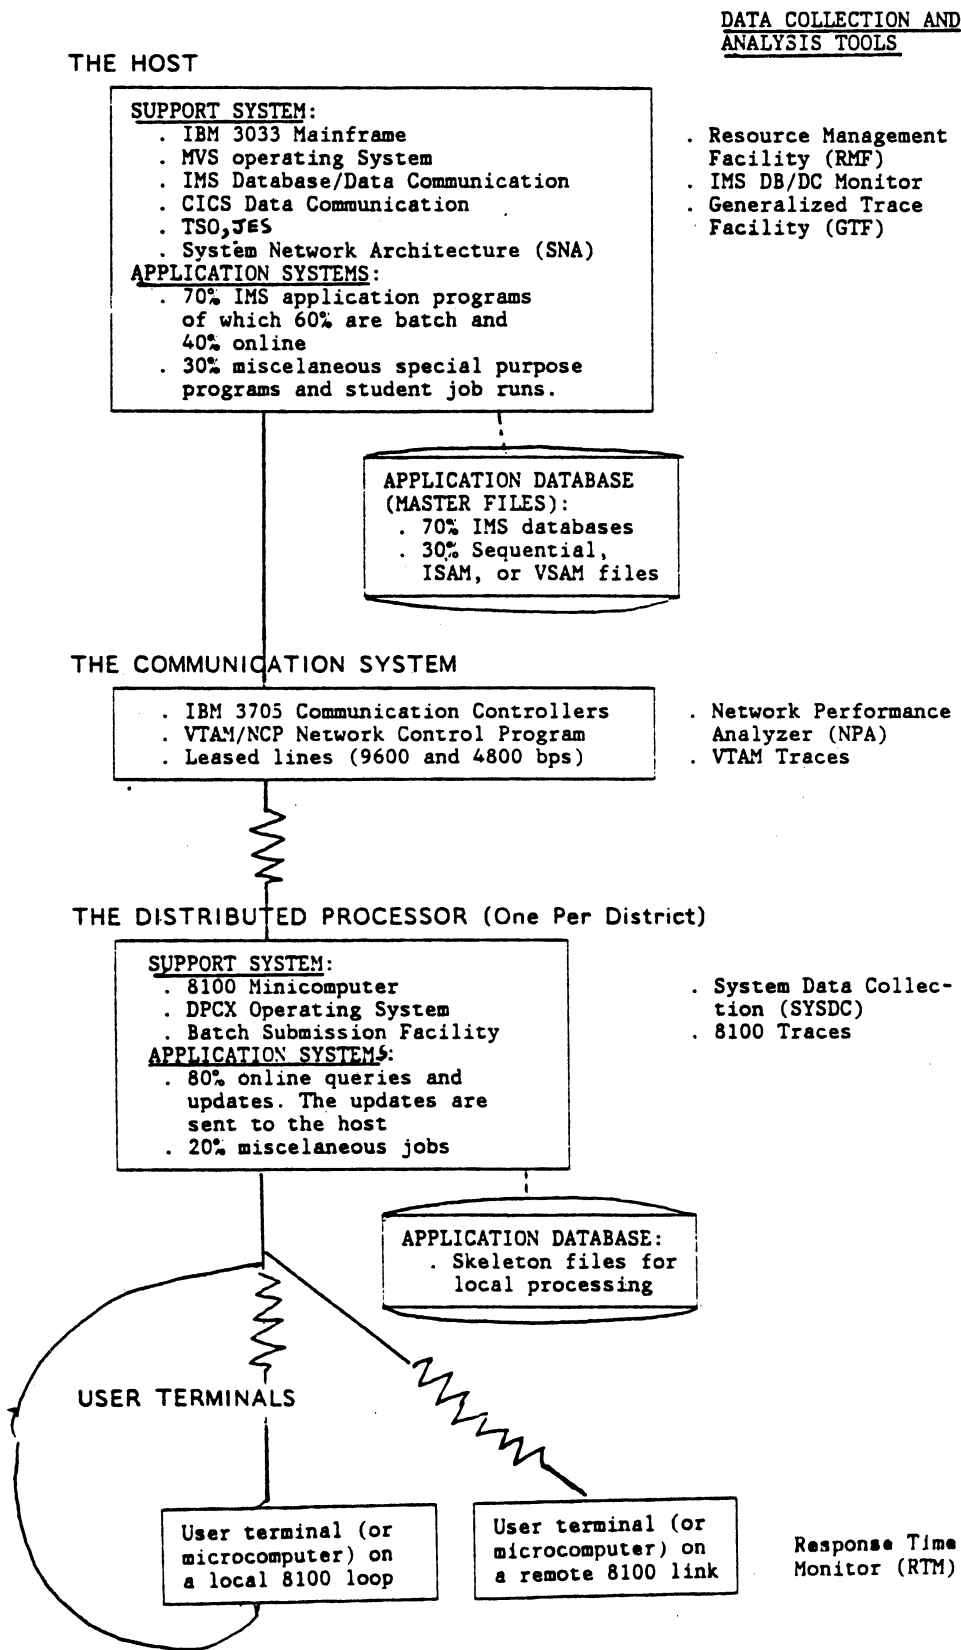 DATA COLLECTION AND
ANALYSIS TOOLS
THE HOST
SUPPORT SYSTEM:
. IBM 3033 Mainframe
. MVS operating System
. IMS Database/Data Communication
. CICS Data Communication
. TSO,JES
. System Network Architecture (SNA)
APPLICATION SYSTEMS:
. 70% IMS application programs
of which 60% are batch and
40% online
. 30% miscelaneous special purpose
programs and student job runs.
. Resource Management
Facility (RMF)
. IMS DB/DC Monitor
. Generalized Trace
Facility (GTF)
APPLICATION DATABASE
(MASTER FILES):
. 70% IMS databases
. 30% Sequential,
ISAM, or VSAM files
THE COMMUNICATION SYSTEM
. IBM 3705 Communication Controllers
. VTAM/NCP Network Control Program
. Leased lines (9600 and 4800 bps)
. Network Performance
Analyzer (NPA)
. VTAM Traces
THE DISTRIBUTED PROCESSOR (One Per District)
SUPPORT SYSTEM:
. 8100 Minicomputer
. DPCX Operating System
. Batch Submission Facility
APPLICATION SYSTEMS:
. 80% online queries and
updates. The updates are
sent to the host
. 20% miscelaneous jobs
. System Data Collec-
tion (SYSDC)
. 8100 Traces
APPLICATION DATABASE:
. Skeleton files for
local processing
USER TERMINALS
User terminal (or
microcomputer) on
a local 8100 loop
User terminal (or
microcomputer) on
a remote 8100 link
Response Time
Monitor (RTM)